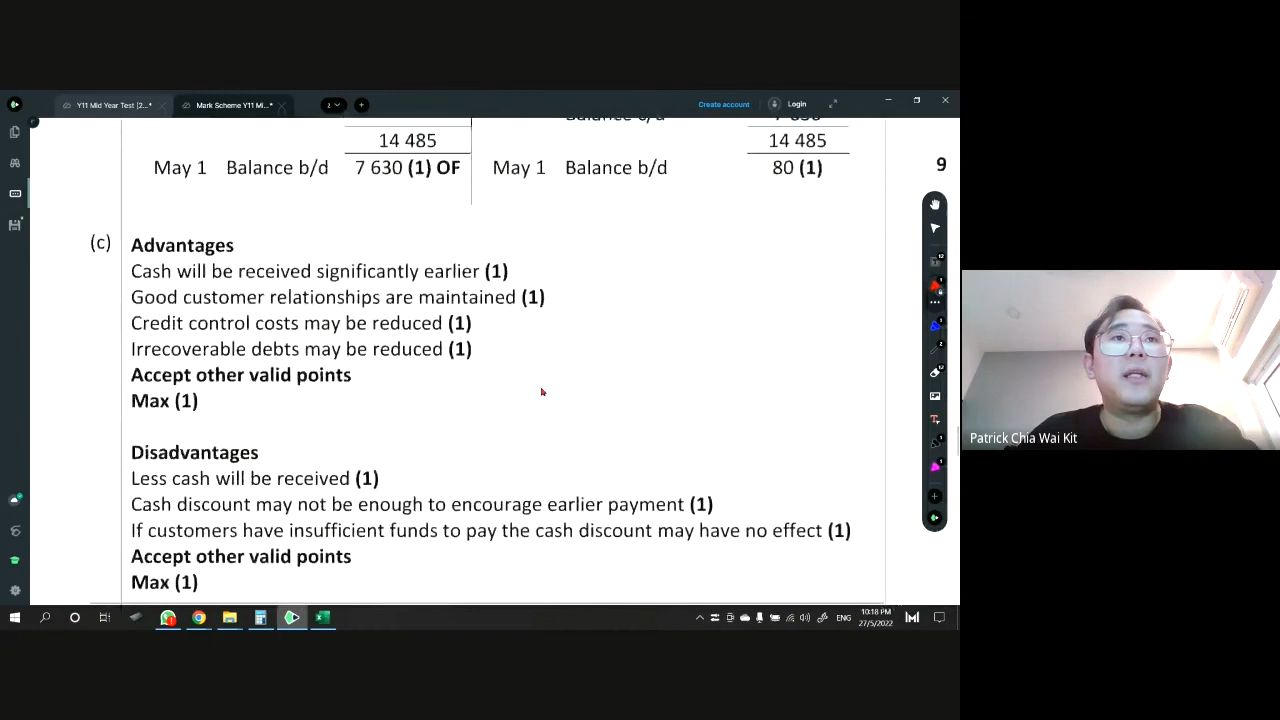 Y11 Mid Year Test (2...*
Mark Scheme Y11 Mi...*
2
Create account
Login
14 485
14 485
May 1 Balance b/d 7 630 (1) OF May 1 Balance b/d 80 (1)
9
(c)
Advantages
Cash will be received significantly earlier (1)
Good customer relationships are maintained (1)
Credit control costs may be reduced (1)
Irrecoverable debts may be reduced (1)
Accept other valid points
Max (1)
Disadvantages
Less cash will be received (1)
Cash discount may not be enough to encourage earlier payment (1)
If customers have insufficient funds to pay the cash discount may have no effect (1)
Accept other valid points
Max (1)
Patrick Chia Wai Kit
ENG
10:18 PM
27/5/2022